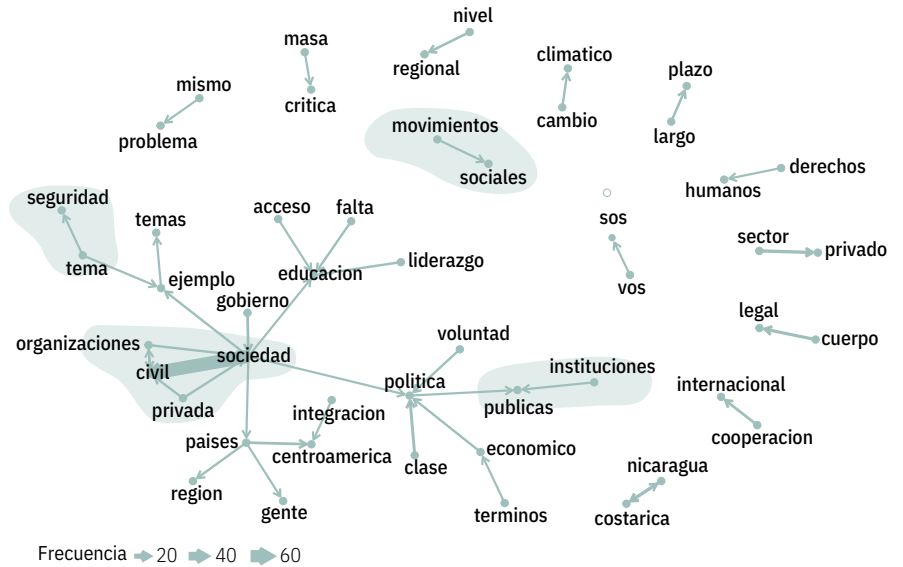 nivel
masa
regional
climatico
plazo
mismo
critica
cambio
problema
movimientos
largo
sociales
derechos
humanos
seguridad
temas
acceso
falta
sos
sector
privado
tema
ejemplo
educacion
liderazgo
vos
gobierno
legal
cuerpo
organizaciones
sociedad
voluntad
civil
politica
instituciones
internacional
privada
integracion
publicas
cooperacion
paises
centroamerica
clase
economico
nicaragua
region
gente
terminos
costarica
Frecuencia 20 40 60